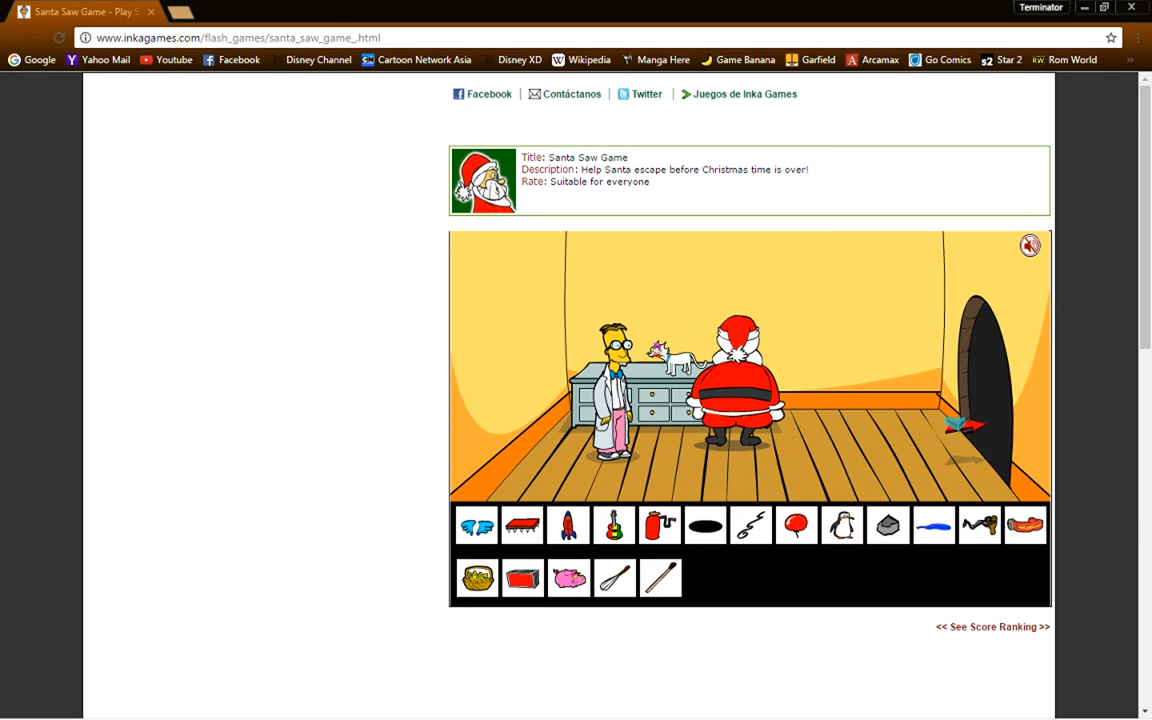 Santa Saw Game - Play S
Terminator
www.inkagames.com/flash_games/santa_saw_game_.html
Google Yahoo Mail Youtube Facebook Disney Channel Cartoon Network Asia Disney XD Wikipedia Manga Here Game Banana Garfield Arcamax Go Comics Star 2 Rom World
Facebook | Contáctanos | Twitter | Juegos de Inka Games
Title: Santa Saw Game
Description: Help Santa escape before Christmas time is over!
Rate: Suitable for everyone
<< See Score Ranking >>